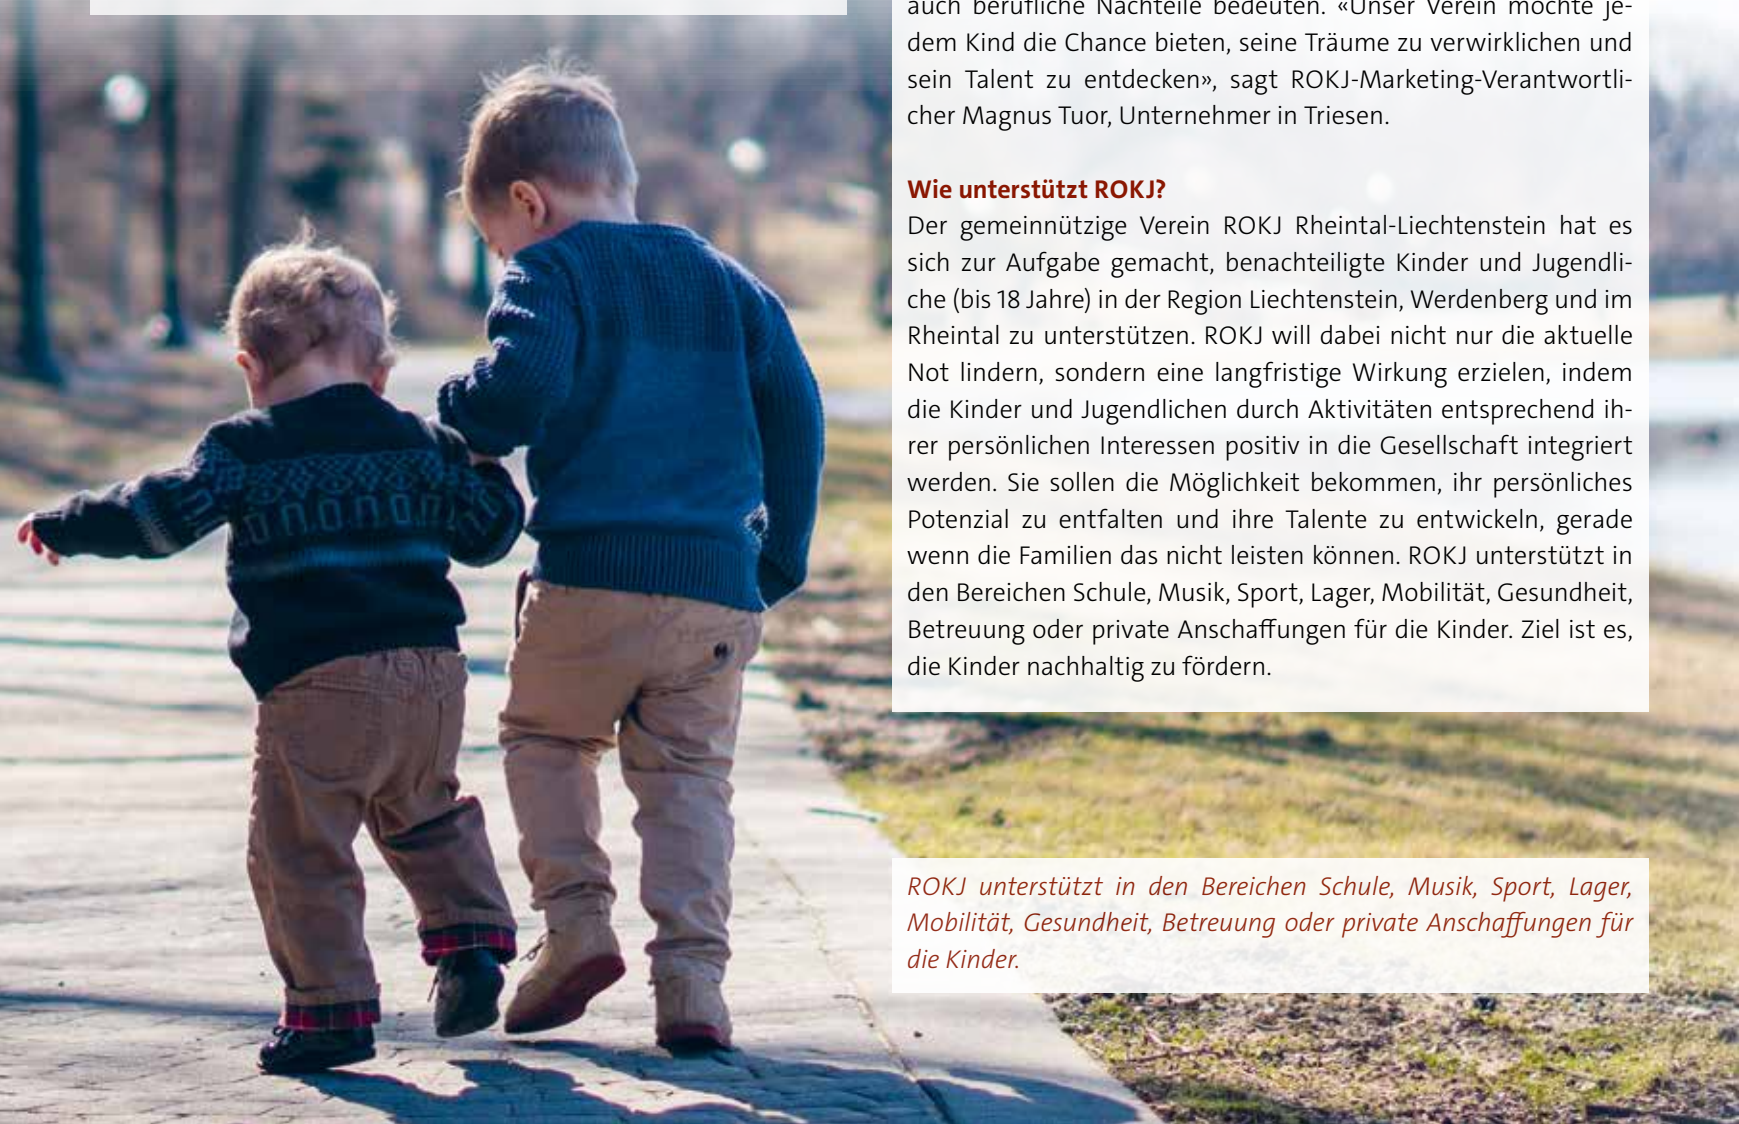 auch berufliche Nachteile bedeuten. «Unser Verein möchte je-
dem Kind die Chance bieten, seine Träume zu verwirklichen und
sein Talent zu entdecken», sagt ROKJ-Marketing-Verantwortli-
cher Magnus Tuor, Unternehmer in Triesen.
Wie unterstützt ROKJ?
Der gemeinnützige Verein ROKJ Rheintal-Liechtenstein hat es
sich zur Aufgabe gemacht, benachteiligte Kinder und Jugendli-
che (bis 18 Jahre) in der Region Liechtenstein, Werdenberg und im
Rheintal zu unterstützen. ROKJ will dabei nicht nur die aktuelle
Not lindern, sondern eine langfristige Wirkung erzielen, indem
die Kinder und Jugendlichen durch Aktivitäten entsprechend ih-
rer persönlichen Interessen positiv in die Gesellschaft integriert
werden. Sie sollen die Möglichkeit bekommen, ihr persönliches
Potenzial zu entfalten und ihre Talente zu entwickeln, gerade
wenn die Familien das nicht leisten können. ROKJ unterstützt in
den Bereichen Schule, Musik, Sport, Lager, Mobilität, Gesundheit,
Betreuung oder private Anschaffungen für die Kinder. Ziel ist es,
die Kinder nachhaltig zu fördern.
ROKJ unterstützt in den Bereichen Schule, Musik, Sport, Lager,
Mobilität, Gesundheit, Betreuung oder private Anschaffungen für
die Kinder.